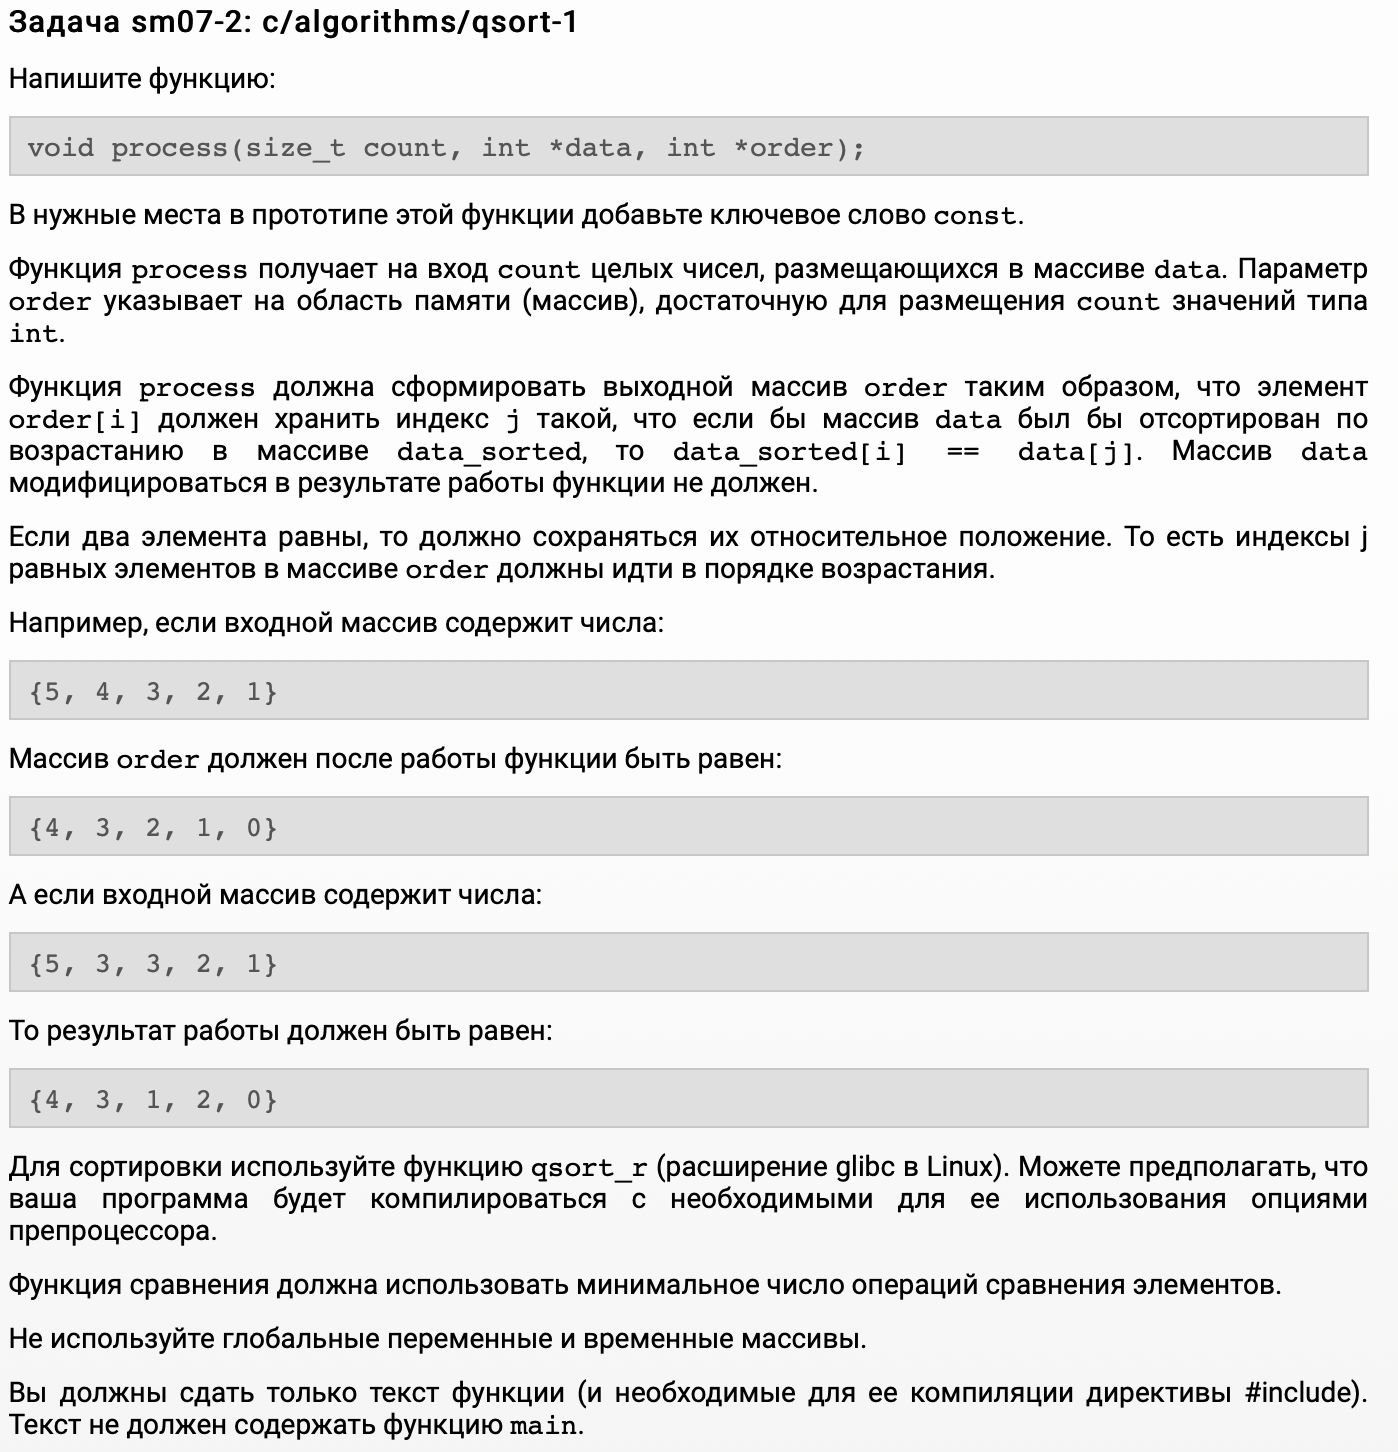 Задача sm07-2: c/algorithms/qsort-1
Напишите функцию:
void process(size_t count, int *data, int *order);
В нужные места в прототипе этой функции добавьте ключевое слово const.
Функция process получает на вход count целых чисел, размещающихся в массиве data. Параметр
order указывает на область памяти (массив), достаточную для размещения count значений типа
int.
Функция process должна сформировать выходной массив order таким образом, что элемент
order[i] должен хранить индекс j такой, что если бы массив data был бы отсортирован по
возрастанию в массиве data_sorted, то data_sorted[i] == data[j]. Массив data
модифицироваться в результате работы функции не должен.
Если два элемента равны, то должно сохраняться их относительное положение. То есть индексы j
равных элементов в массиве order должны идти в порядке возрастания.
Например, если входной массив содержит числа:
{5, 4, 3, 2, 1}
Массив order должен после работы функции быть равен:
{4, 3, 2, 1, 0}
А если входной массив содержит числа:
{5, 3, 3, 2, 1}
То результат работы должен быть равен:
{4, 3, 1, 2, 0}
Для сортировки используйте функцию qsort_r (расширение glibc в Linux). Можете предполагать, что
ваша программа будет компилироваться с необходимыми для ее использования опциями
препроцессора.
Функция сравнения должна использовать минимальное число операций сравнения элементов.
Не используйте глобальные переменные и временные массивы.
Вы должны сдать только текст функции (и необходимые для ее компиляции директивы #include).
Текст не должен содержать функцию main.